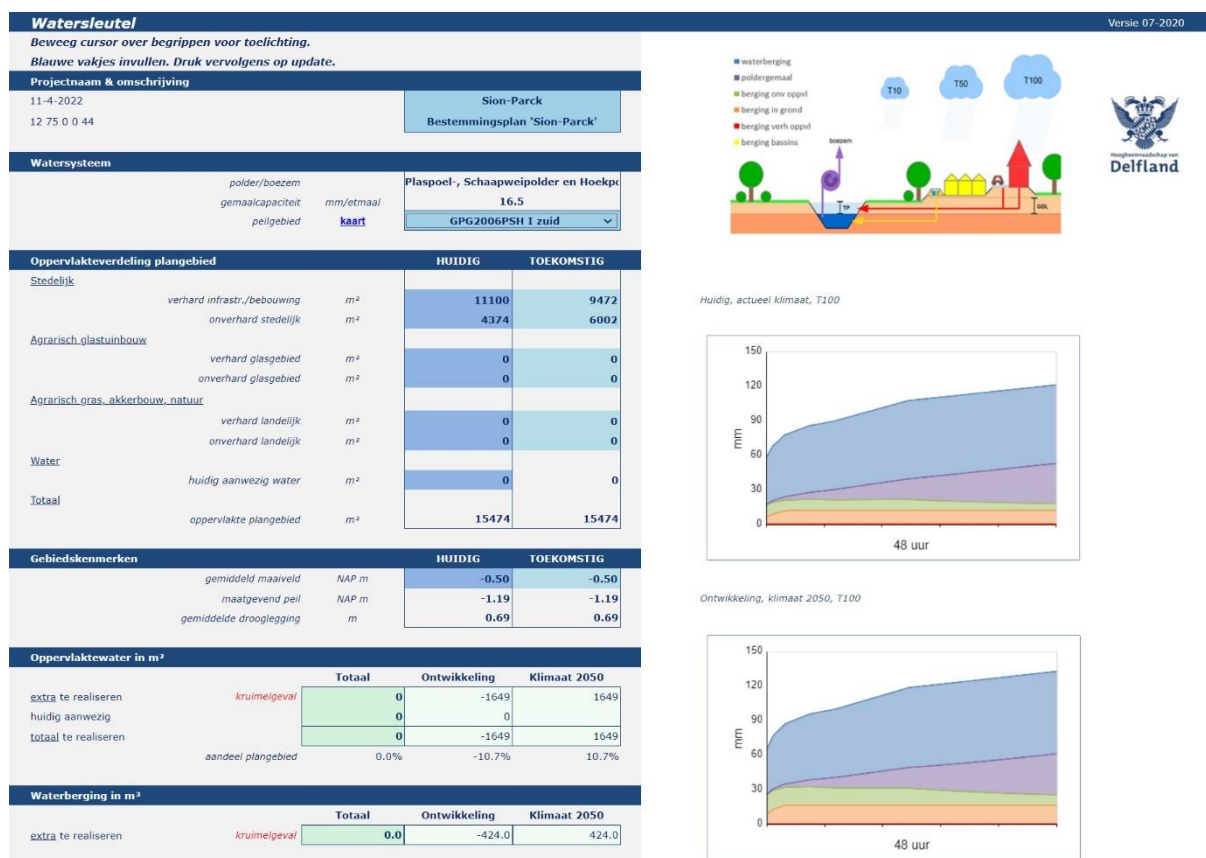 Watersleutel
Versie 07-2020
Beweeg cursor over begrippen voor toelichting.
Blauwe vakjes invullen. Druk vervolgens op update.
Projectnaam & omschrijving
11-4-2022 Sion-Parck
12 75 0 0 44 Bestemmingsplan 'Sion-Parck'
Watersysteem
polder/boezem Plaspoel-, Schaapweipolder en Hoekpo
gemaalcapaciteit mm/etmaal 16.5
peilgebied kaart GPG2006PSH I zuid
Oppervlakteverdeling plangebied HUIDIG TOEKOMSTIG
Stedelijk
verhard infrastr./bebouwing m² 11100 9472
onverhard stedelijk m² 4374 6002
Agrarisch glastuinbouw
verhard glasgebied m² 0 0
onverhard glasgebied m² 0 0
Agrarisch gras, akkerbouw, natuur
verhard landelijk m² 0 0
onverhard landelijk m² 0 0
Water
huidig aanwezig water m² 0 0
Totaal
oppervlakte plangebied m² 15474 15474
Gebiedskenmerken HUIDIG TOEKOMSTIG
gemiddeld maaiveld NAP m -0.50 -0.50
maatgevend peil NAP m -1.19 -1.19
gemiddelde drooglegging m 0.69 0.69
Oppervlaktewater in m²
Totaal Ontwikkeling Klimaat 2050
extra te realiseren kruimelgeval 0 -1649 1649
huidig aanwezig 0 0
totaal te realiseren 0 -1649 1649
aandeel plangebied 0.0% -10.7% 10.7%
Waterberging in m³
Totaal Ontwikkeling Klimaat 2050
extra te realiseren kruimelgeval 0.0 -424.0 424.0
waterberging
poldergemaal
berging onv oppvl
berging in grond
berging verh oppvl
berging bassins
T10
T50
T100
boezem
TP
GDL
Hoogheemraadschap van
Delfland
Huidig, actueel klimaat, T100
150
120
90
60
30
0
mm
48 uur
Ontwikkeling, klimaat 2050, T100
150
120
90
60
30
0
mm
48 uur